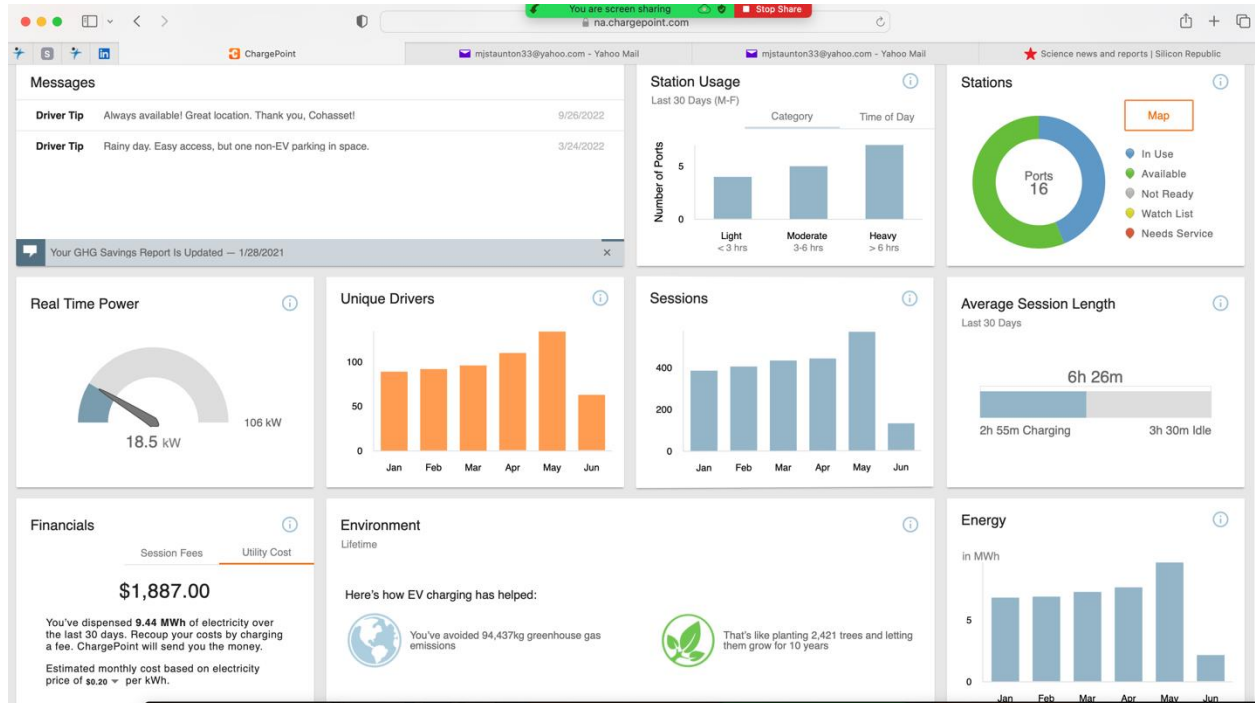 You are screen sharing
Stop Share
na.chargepoint.com
S
in
ChargePoint
mjstaunton33@yahoo.com - Yahoo Mail
mjstaunton33@yahoo.com - Yahoo Mail
Science news and reports | Silicon Republic
Messages
Driver Tip Always available! Great location. Thank you, Cohasset! 9/26/2022
Driver Tip Rainy day. Easy access, but one non-EV parking in space. 3/24/2022
Your GHG Savings Report Is Updated — 1/28/2021
Station Usage
Last 30 Days (M-F)
Category Time of Day
Number of Ports
5
0
Light Moderate Heavy
< 3 hrs 3-6 hrs > 6 hrs
Stations
Map
Ports
16
In Use
Available
Not Ready
Watch List
Needs Service
Real Time Power
106 kW
18.5 kW
Unique Drivers
100
50
0
Jan Feb Mar Apr May Jun
Sessions
400
200
0
Jan Feb Mar Apr May Jun
Average Session Length
Last 30 Days
6h 26m
2h 55m Charging 3h 30m Idle
Financials
Session Fees Utility Cost
$1,887.00
You've dispensed 9.44 MWh of electricity over
the last 30 days. Recoup your costs by charging
a fee. ChargePoint will send you the money.
Estimated monthly cost based on electricity
price of $0.20 per kWh.
Environment
Lifetime
Here's how EV charging has helped:
You've avoided 94,437kg greenhouse gas
emissions
That's like planting 2,421 trees and letting
them grow for 10 years
Energy
in MWh
5
0
Jan Feb Mar Apr May Jun